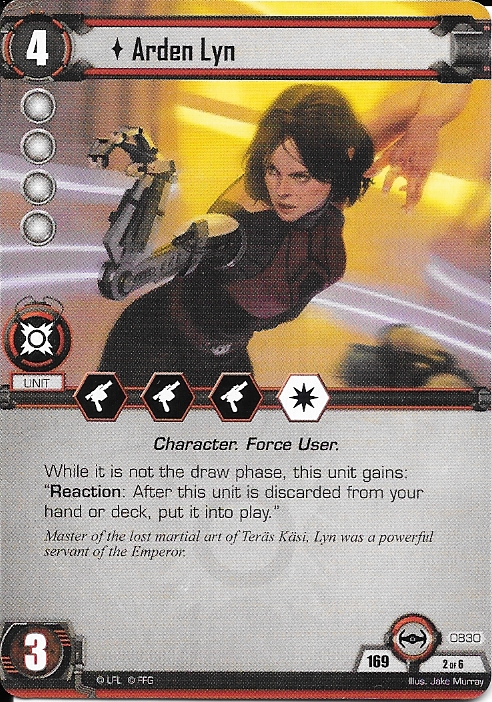 4
Arden Lyn
UNIT
Character. Force User.
While it is not the draw phase, this unit gains:
“Reaction: After this unit is discarded from your
hand or deck, put it into play.”
Master of the lost martial art of Teräs Käsi, Lyn was a powerful
servant of the Emperor.
3
0830
169
2 OF 6
© LFL © FFG
Illus. Jake Murray